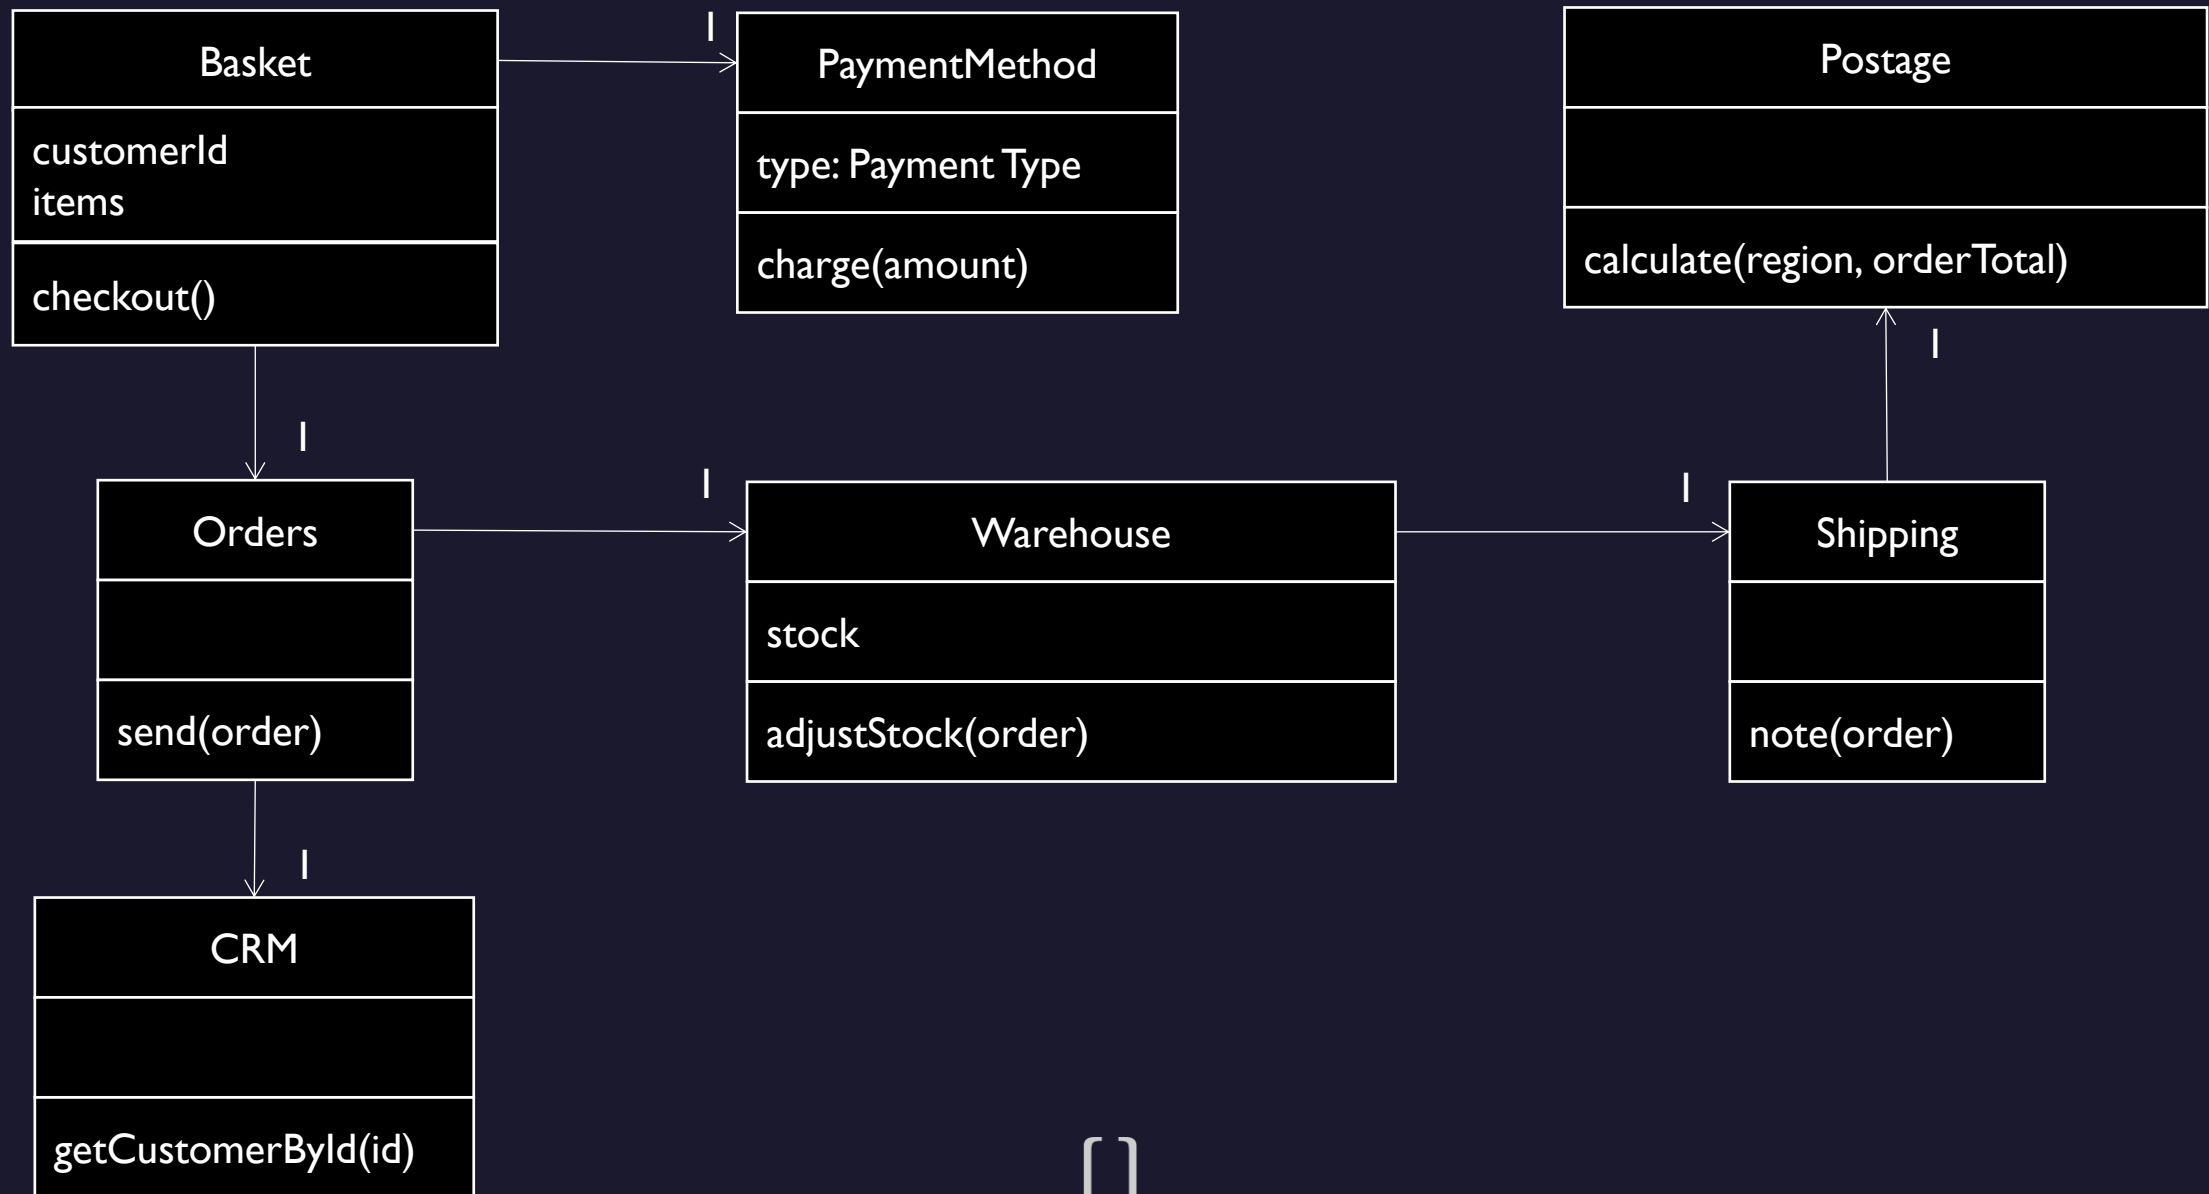 Basket
customerId
items
checkout()
1
PaymentMethod
type: Payment Type
charge(amount)
Postage
calculate(region, orderTotal)
1
1
Orders
send(order)
1
Warehouse
stock
adjustStock(order)
1
Shipping
note(order)
1
CRM
getCustomerById(id)
[ ]